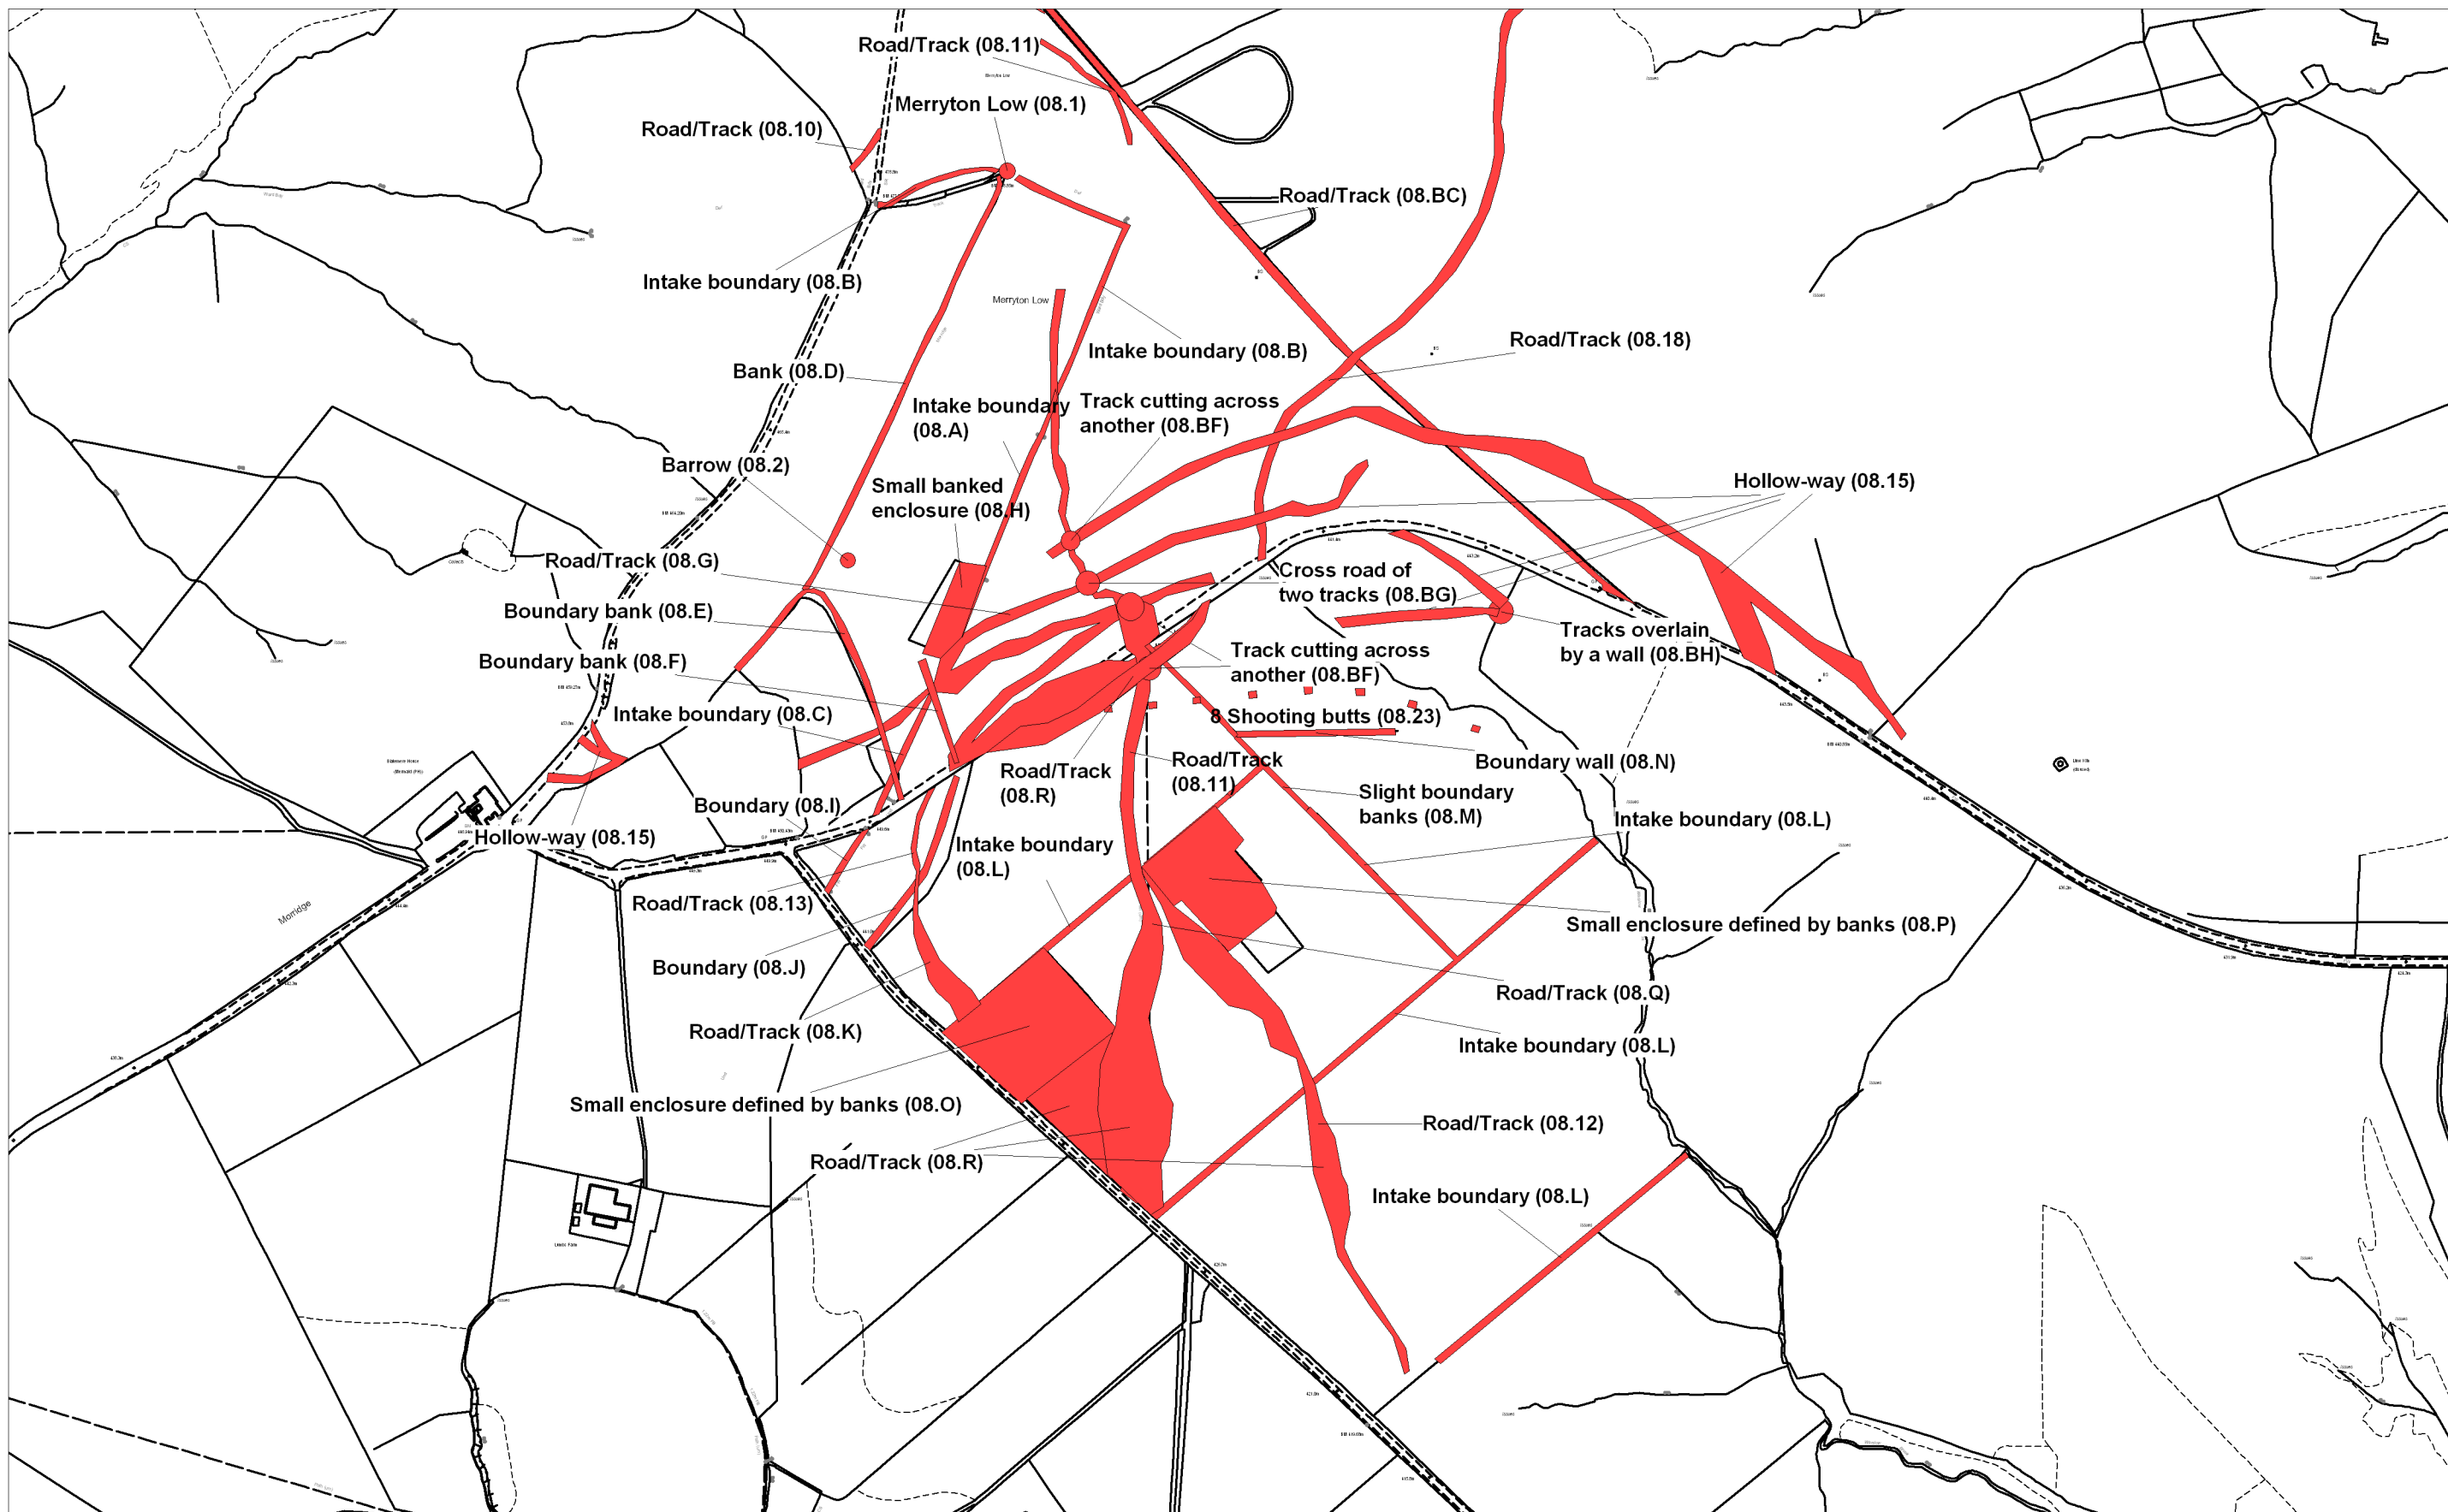 Road/Track (08.11)
Merryton Low (08.1)
Road/Track (08.10)
Road/Track (08.BC)
Intake boundary (08.B)
Merryton Low
Road/Track (08.18)
Intake boundary (08.B)
Bank (08.D)
Intake boundary
(08.A)
Track cutting across
another (08.BF)
Barrow (08.2)
Small banked
enclosure (08.H)
Hollow-way (08.15)
Road/Track (08.G)
Cross road of
two tracks (08.BG)
Boundary bank (08.E)
Tracks overlain
by a wall (08.BH)
Boundary bank (08.F)
Track cutting across
another (08.BF)
Intake boundary (08.C)
8 Shooting butts (08.23)
Boundary wall (08.N)
Road/Track
(08.R)
Road/Track
(08.11)
Slight boundary
banks (08.M)
Boundary (08.I)
Intake boundary (08.L)
Hollow-way (08.15)
Intake boundary
(08.L)
Road/Track (08.13)
Morridge
Small enclosure defined by banks (08.P)
Boundary (08.J)
Road/Track (08.Q)
Road/Track (08.K)
Intake boundary (08.L)
Small enclosure defined by banks (08.O)
Road/Track (08.12)
Road/Track (08.R)
Intake boundary (08.L)